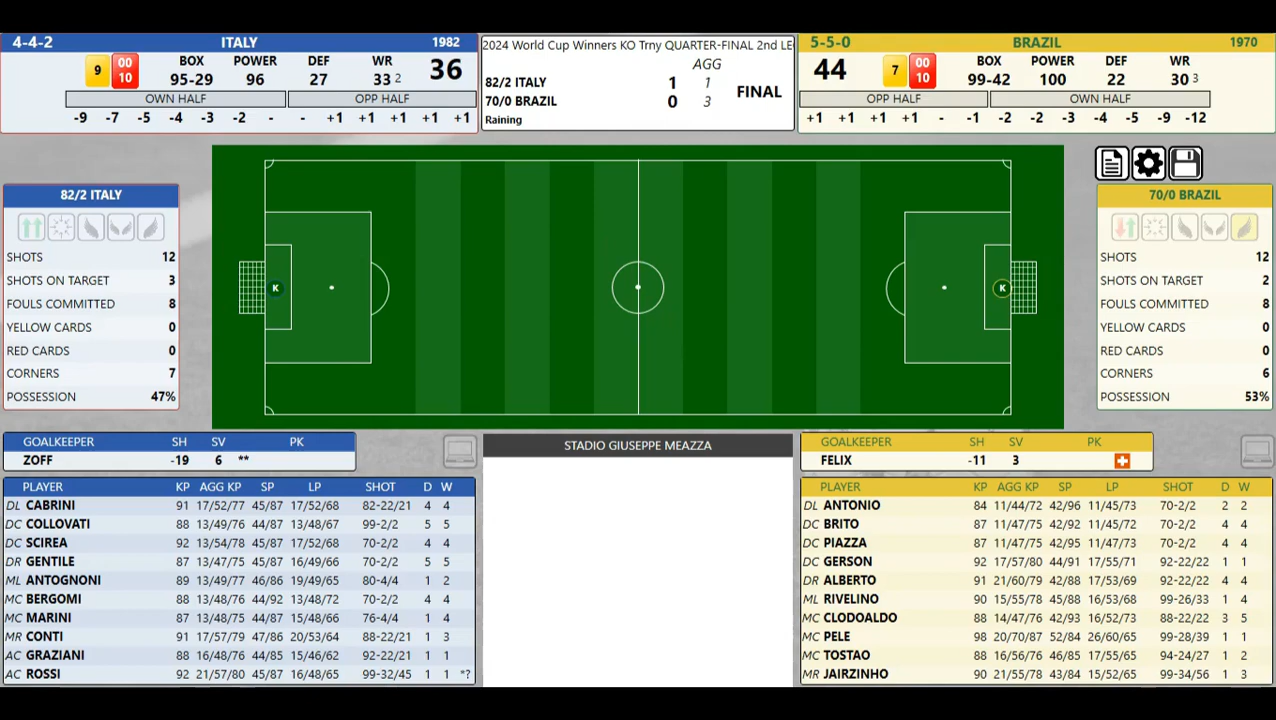 4-4-2 ITALY 1982
9 00 10 BOX 95-29 POWER 96 DEF 27 WR 33 2 36
OWN HALF OPP HALF
-9 -7 -5 -4 -3 -2 - - +1 +1 +1 +1 +1
2024 World Cup Winners KO Trny QUARTER-FINAL 2nd LE
AGG
82/2 ITALY 1 1
70/0 BRAZIL 0 3
FINAL
Raining
5-5-0 BRAZIL 1970
44 7 00 10 BOX 99-42 POWER 100 DEF 22 WR 30 3
OPP HALF OWN HALF
+1 +1 +1 +1 - -1 -2 -2 -3 -4 -5 -9 -12
82/2 ITALY
SHOTS 12
SHOTS ON TARGET 3
FOULS COMMITTED 8
YELLOW CARDS 0
RED CARDS 0
CORNERS 7
POSSESSION 47%
K
K
70/0 BRAZIL
SHOTS 12
SHOTS ON TARGET 2
FOULS COMMITTED 8
YELLOW CARDS 0
RED CARDS 0
CORNERS 6
POSSESSION 53%
GOALKEEPER SH SV PK
ZOFF -19 6 **
PLAYER KP AGG KP SP LP SHOT D W
DL CABRINI 91 17/52/77 45/87 17/52/68 82-22/21 4 4
DC COLLOVATI 88 13/49/76 44/87 13/48/67 99-2/2 5 5
DC SCIREA 92 13/54/78 45/87 17/52/68 70-2/2 4 4
DR GENTILE 87 13/47/75 45/87 16/49/66 70-2/2 5 5
ML ANTOGNONI 89 13/49/77 46/86 19/49/65 80-4/4 1 2
MC BERGOMI 88 13/48/76 44/92 13/48/72 70-2/2 4 4
MC MARINI 87 13/47/75 44/87 15/48/66 76-4/4 1 4
MR CONTI 91 17/57/79 47/86 20/53/64 88-22/21 1 3
AC GRAZIANI 88 16/48/76 44/85 15/46/62 92-22/21 1 1
AC ROSSI 92 21/57/80 45/87 16/48/65 99-32/45 1 1 *?
STADIO GIUSEPPE MEAZZA
GOALKEEPER SH SV PK
FELIX -11 3
PLAYER KP AGG KP SP LP SHOT D W
DL ANTONIO 84 11/44/72 42/96 11/45/73 70-2/2 2 2
DC BRITO 87 11/47/75 42/92 11/45/72 70-2/2 4 4
DC PIAZZA 87 11/47/75 42/95 11/47/73 70-2/2 4 4
DC GERSON 92 17/57/80 44/91 17/55/71 92-22/22 1 1
DR ALBERTO 91 21/60/79 42/88 17/53/69 92-22/22 4 4
ML RIVELINO 90 15/55/78 45/88 16/53/68 99-26/33 1 4
MC CLODOALDO 88 14/47/76 42/93 16/52/73 88-22/22 3 5
MC PELE 98 20/70/87 52/84 26/60/65 99-28/39 1 1
MC TOSTAO 88 16/56/76 46/85 17/55/65 94-24/27 1 2
MR JAIRZINHO 90 21/55/78 43/84 15/52/65 99-34/56 1 3